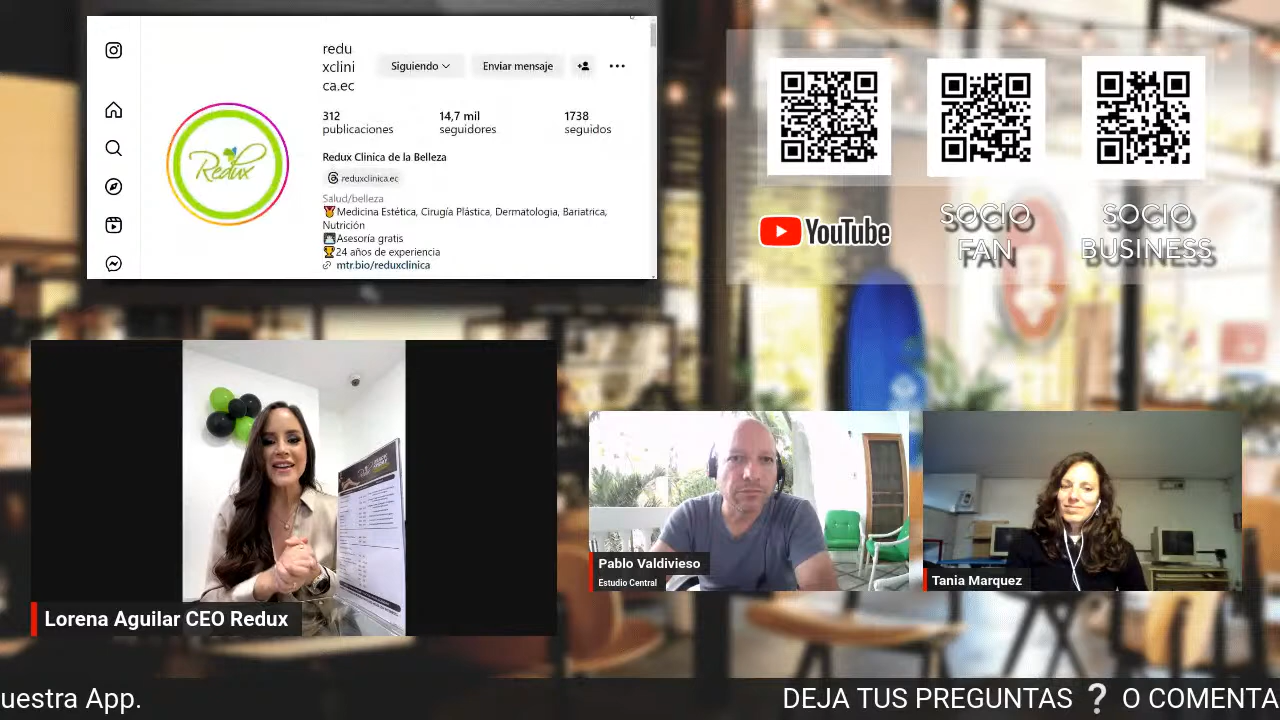 redu
xclini
ca.ec
Siguiendo
Enviar mensaje
312
publicaciones
14,7 mil
seguidores
1738
seguidos
Redux
Redux Clínica de la Belleza
reduxclinica.ec
Salud/belleza
🏅Medicina Estética, Cirugía Plástica, Dermatologia, Bariatrica,
Nutrición
Asesoría gratis
🏆24 años de experiencia
mtr.bio/reduxclinica
YouTube
SOCIO
FAN
SOCIO
BUSINESS
Lorena Aguilar CEO Redux
Pablo Valdivieso
Estudio Central
Tania Marquez
uestra App.
DEJA TUS PREGUNTAS ❔ O COMENTA